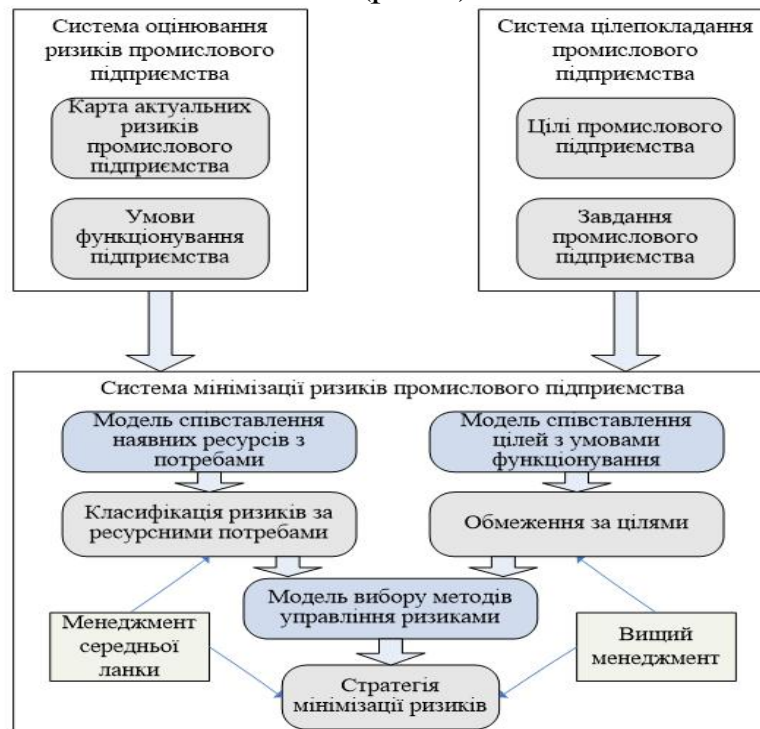 Система оцінювання
ризиків промислового
підприємства
Карта актуальних
ризиків
промислового
підприємства
Умови
функціонування
підприємства
Система цілепокладання
промислового
підприємства
Цілі промислового
підприємства
Завдання
промислового
підприємства
Система мінімізації ризиків промислового підприємства
Модель співставлення
наявних ресурсів з
потребами
Модель співставлення
цілей з умовами
функціонування
Класифікація ризиків за
ресурсними потребами
Обмеження за цілями
Модель вибору методів
управління ризиками
Менеджмент
середньої
ланки
Вищий
менеджмент
Стратегія
мінімізації ризиків